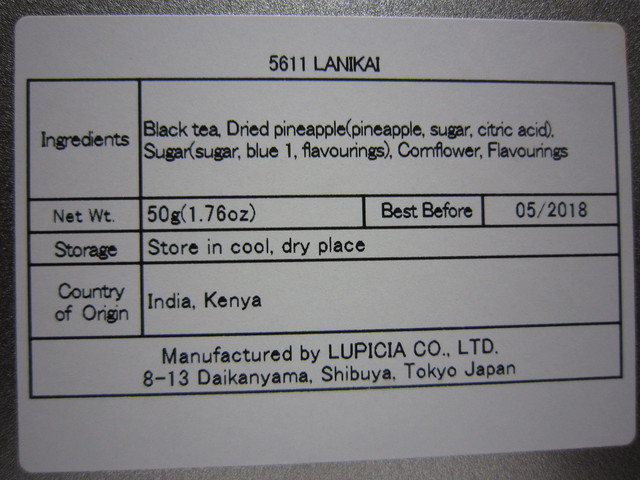 5611 LANIKAI
Ingredients
Black tea, Dried pineapple(pineapple, sugar, citric acid),
Sugar(sugar, blue 1, flavourings), Cornflower, Flavourings
Net Wt.
50g(1.76oz)
Best Before
05/2018
Storage
Store in cool, dry place
Country
of Origin
India, Kenya
Manufactured by LUPICIA CO., LTD.
8-13 Daikanyama, Shibuya, Tokyo Japan